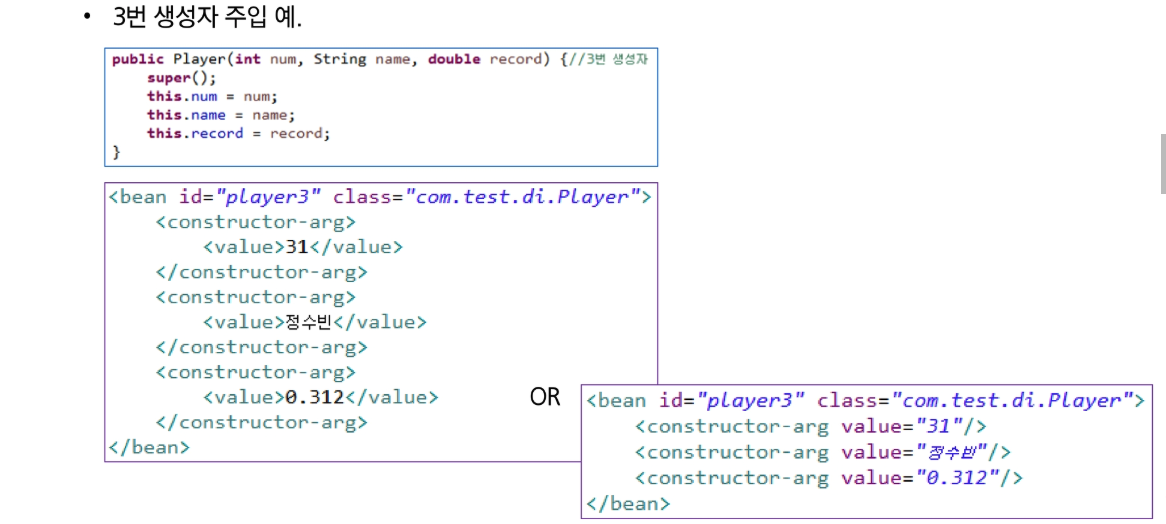 • 3번 생성자 주입 예.
public Player(int num, String name, double record) {//3번 생성자
super();
this.num = num;
this.name = name;
this.record = record;
}
<bean id="player3" class="com.test.di.Player">
<constructor-arg>
<value>31</value>
</constructor-arg>
<constructor-arg>
<value>정수빈</value>
</constructor-arg>
<constructor-arg>
<value>0.312</value>
</constructor-arg>
</bean>
OR
<bean id="player3" class="com.test.di.Player">
<constructor-arg value="31"/>
<constructor-arg value="정수빈"/>
<constructor-arg value="0.312"/>
</bean>